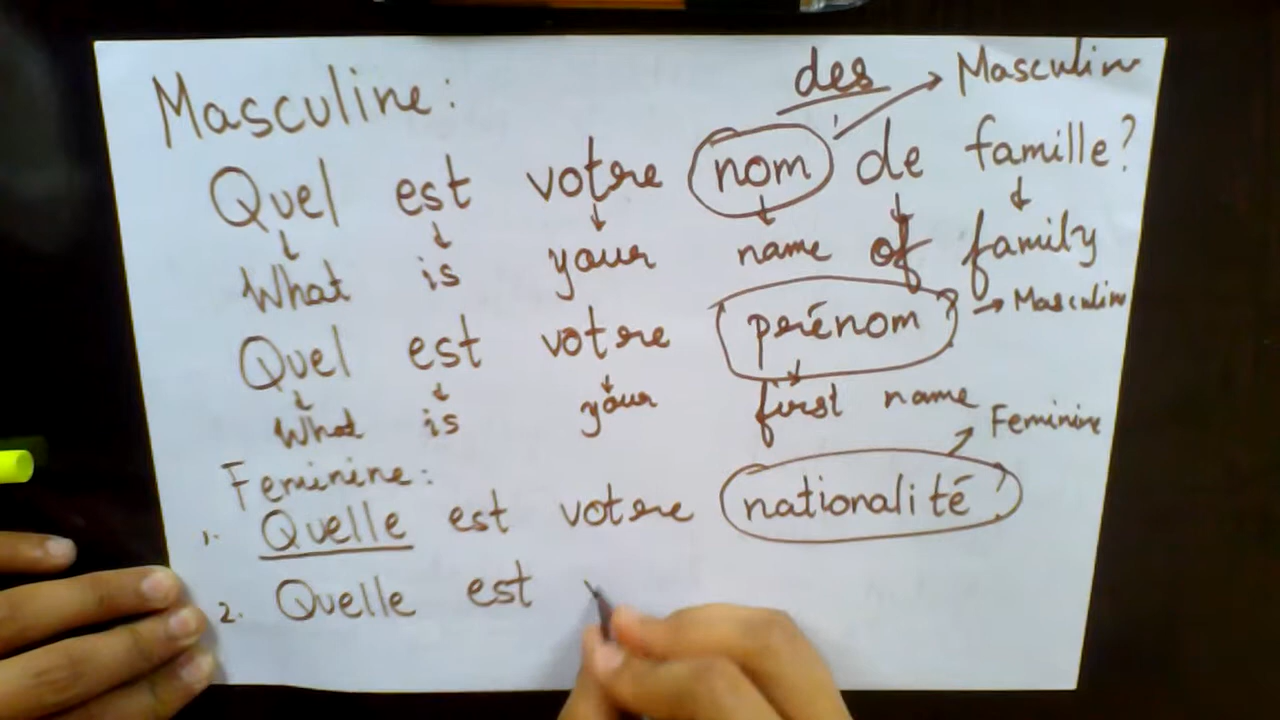 Masculine: des Masculin
Quel est votre nom de famille?
What is your name of family
Quel est votre prénom ? Masculin
What is your first name
Feminine: Feminine
1. Quelle est votre nationalité ?
2. Quelle est